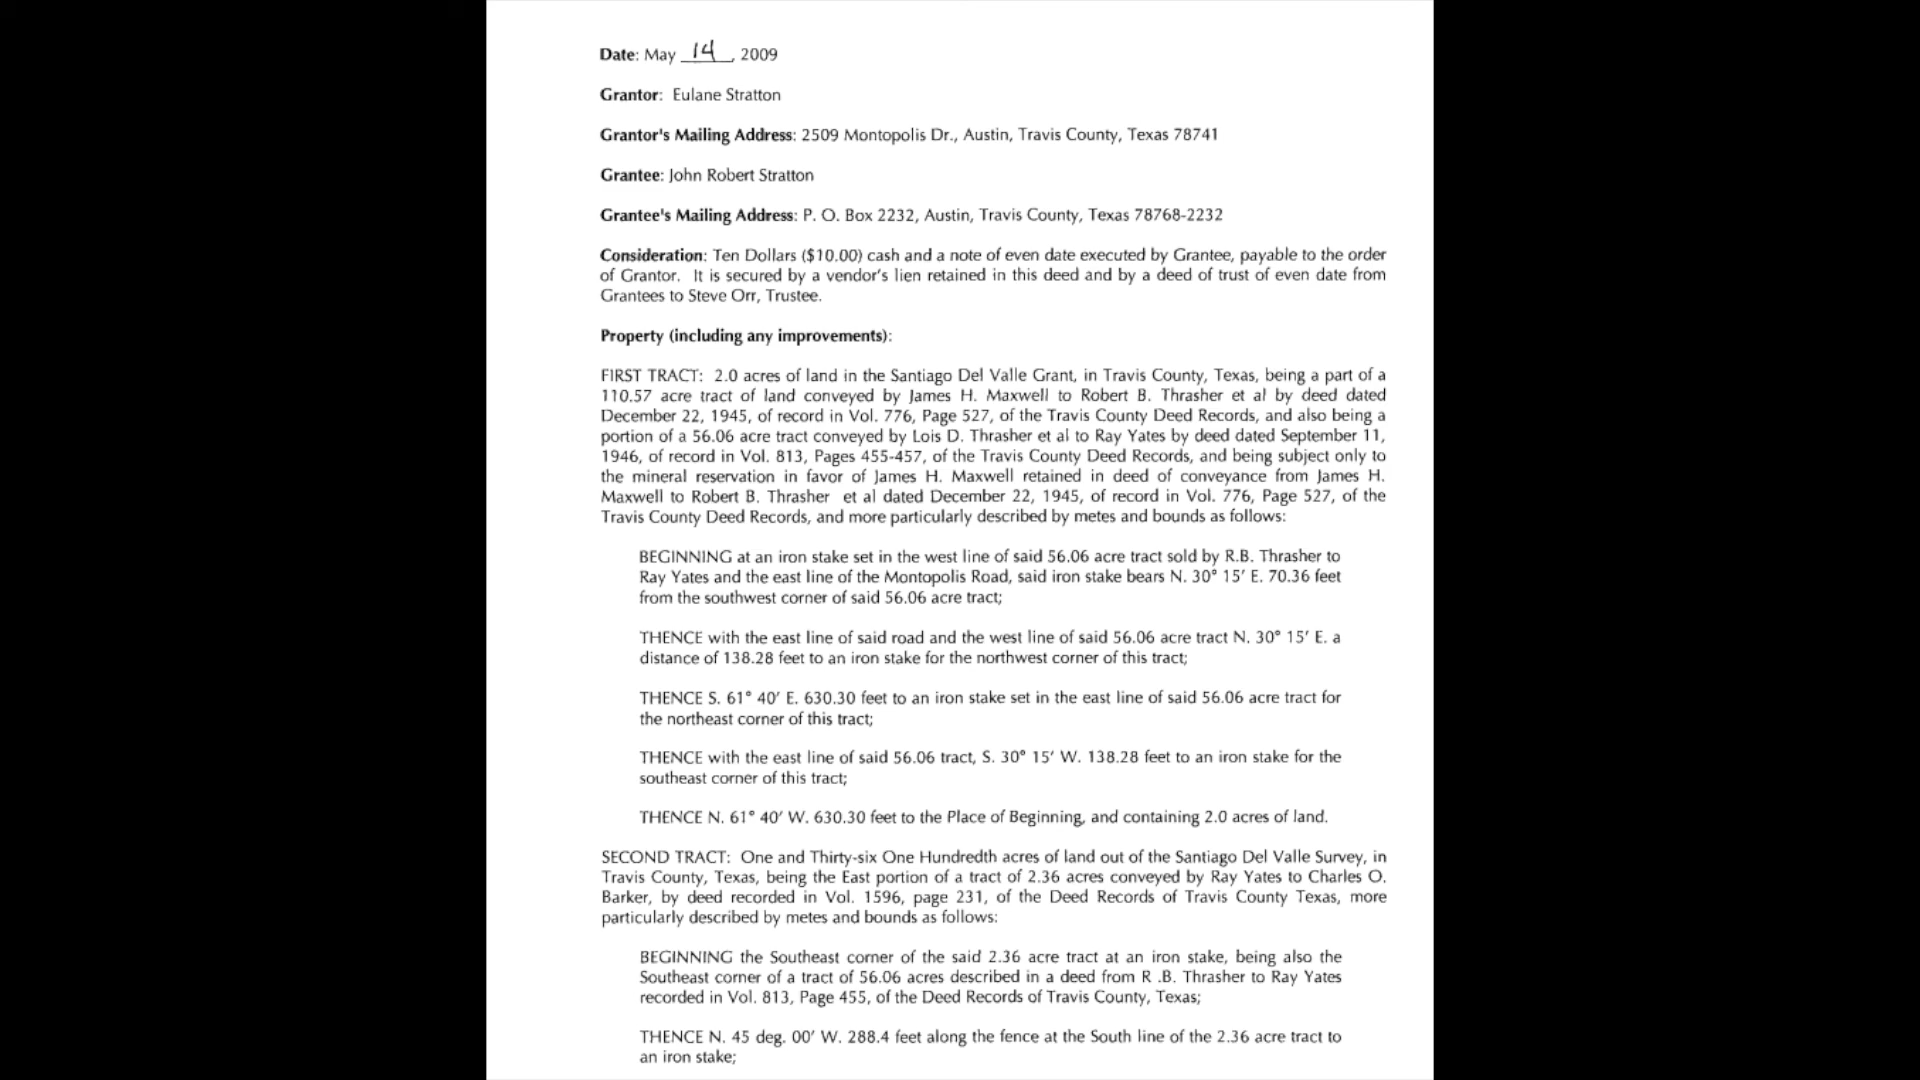 Date: May 14, 2009
Grantor: Eulane Stratton
Grantor's Mailing Address: 2509 Montopolis Dr., Austin, Travis County, Texas 78741
Grantee: John Robert Stratton
Grantee's Mailing Address: P. O. Box 2232, Austin, Travis County, Texas 78768-2232
Consideration: Ten Dollars ($10.00) cash and a note of even date executed by Grantee, payable to the order
of Grantor. It is secured by a vendor's lien retained in this deed and by a deed of trust of even date from
Grantees to Steve Orr, Trustee.
Property (including any improvements):
FIRST TRACT: 2.0 acres of land in the Santiago Del Valle Grant, in Travis County, Texas, being a part of a
110.57 acre tract of land conveyed by James H. Maxwell to Robert B. Thrasher et al by deed dated
December 22, 1945, of record in Vol. 776, Page 527, of the Travis County Deed Records, and also being a
portion of a 56.06 acre tract conveyed by Lois D. Thrasher et al to Ray Yates by deed dated September 11,
1946, of record in Vol. 813, Pages 455-457, of the Travis County Deed Records, and being subject only to
the mineral reservation in favor of James H. Maxwell retained in deed of conveyance from James H.
Maxwell to Robert B. Thrasher et al dated December 22, 1945, of record in Vol. 776, Page 527, of the
Travis County Deed Records, and more particularly described by metes and bounds as follows:
BEGINNING at an iron stake set in the west line of said 56.06 acre tract sold by R.B. Thrasher to
Ray Yates and the east line of the Montopolis Road, said iron stake bears N. 30° 15' E. 70.36 feet
from the southwest corner of said 56.06 acre tract;
THENCE with the east line of said road and the west line of said 56.06 acre tract N. 30° 15' E. a
distance of 138.28 feet to an iron stake for the northwest corner of this tract;
THENCE S. 61° 40' E. 630.30 feet to an iron stake set in the east line of said 56.06 acre tract for
the northeast corner of this tract;
THENCE with the east line of said 56.06 tract, S. 30° 15' W. 138.28 feet to an iron stake for the
southeast corner of this tract;
THENCE N. 61° 40' W. 630.30 feet to the Place of Beginning, and containing 2.0 acres of land.
SECOND TRACT: One and Thirty-six One Hundredth acres of land out of the Santiago Del Valle Survey, in
Travis County, Texas, being the East portion of a tract of 2.36 acres conveyed by Ray Yates to Charles O.
Barker, by deed recorded in Vol. 1596, page 231, of the Deed Records of Travis County Texas, more
particularly described by metes and bounds as follows:
BEGINNING the Southeast corner of the said 2.36 acre tract at an iron stake, being also the
Southeast corner of a tract of 56.06 acres described in a deed from R .B. Thrasher to Ray Yates
recorded in Vol. 813, Page 455, of the Deed Records of Travis County, Texas;
THENCE N. 45 deg. 00' W. 288.4 feet along the fence at the South line of the 2.36 acre tract to
an iron stake;